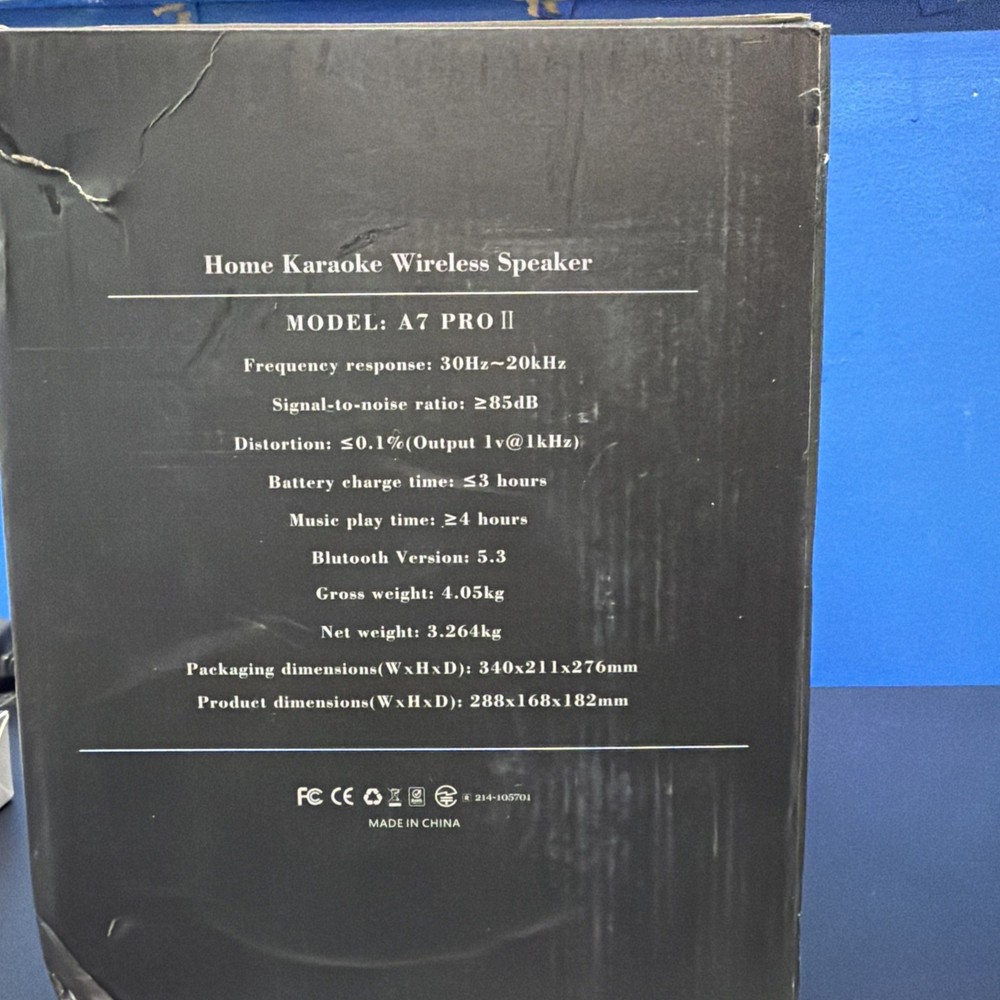 Home Karaoke Wireless Speaker
MODEL: A7 PRO Ⅱ
Frequency response: 30Hz~20kHz
Signal-to-noise ratio: ≥85dB
Distortion: ≤0.1%(Output 1v@1kHz)
Battery charge time: ≤3 hours
Music play time: ≥4 hours
Blutooth Version: 5.3
Gross weight: 4.05kg
Net weight: 3.264kg
Packaging dimensions(WxHxD): 340x211x276mm
Product dimensions(WxHxD): 288x168x182mm
FC CE R 214-105701
MADE IN CHINA